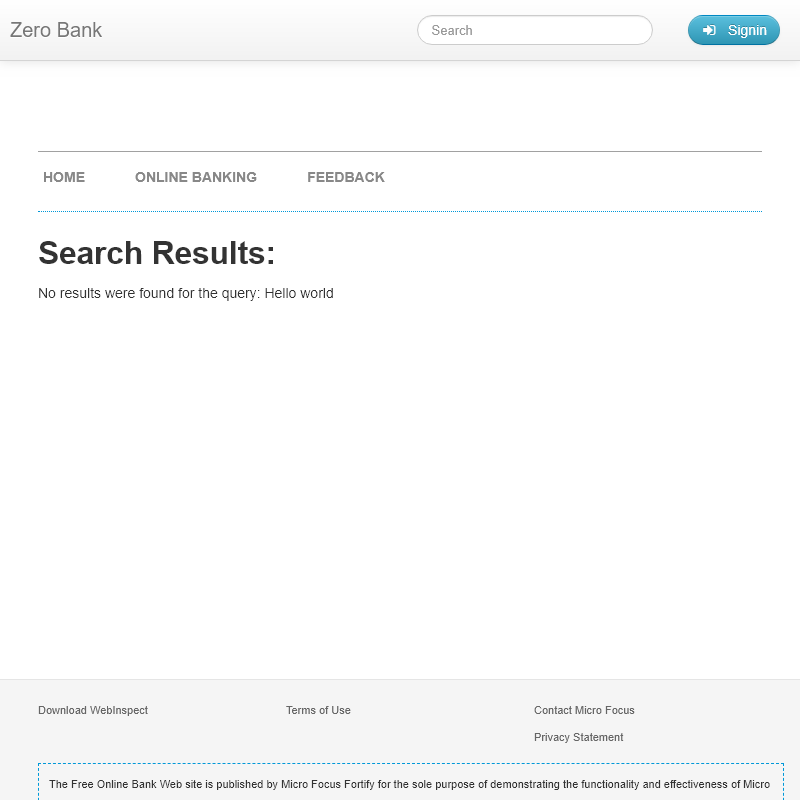 Zero Bank
Search
Signin
HOME
ONLINE BANKING
FEEDBACK
Search Results:
No results were found for the query: Hello world
Download WebInspect
Terms of Use
Contact Micro Focus
Privacy Statement
The Free Online Bank Web site is published by Micro Focus Fortify for the sole purpose of demonstrating the functionality and effectiveness of Micro